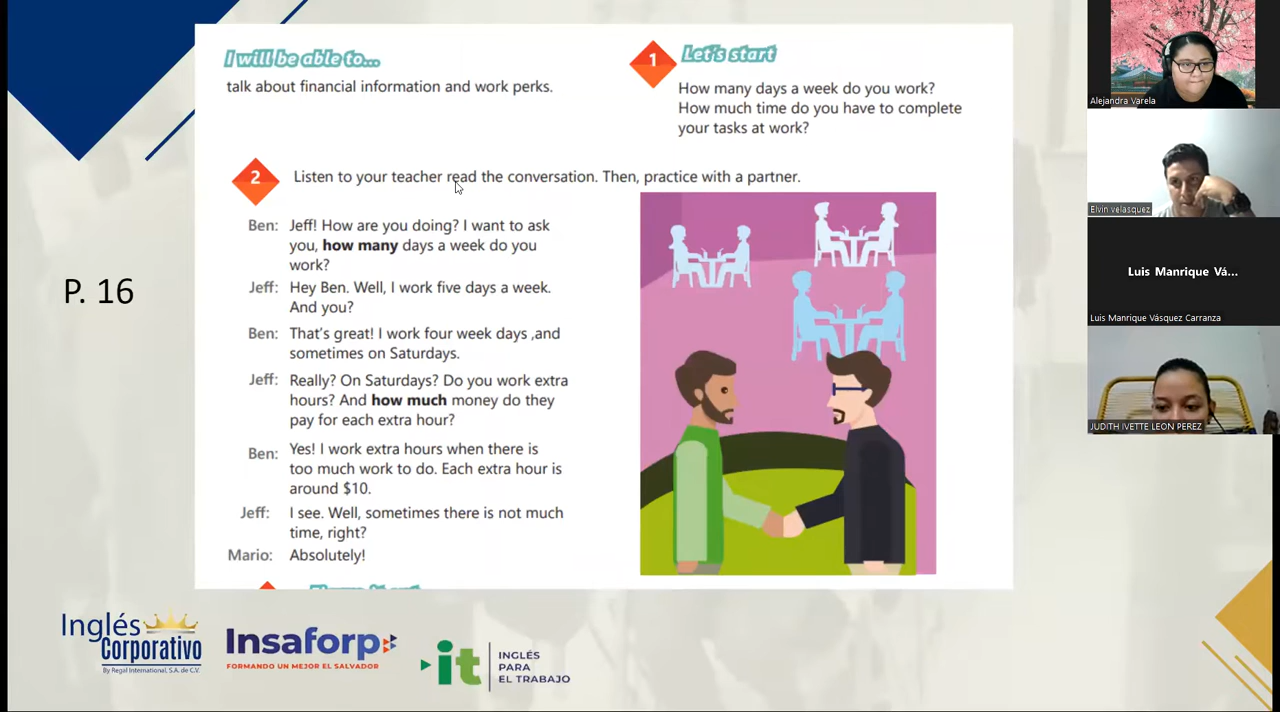 I will be able to...
talk about financial information and work perks.
1
Let's start
How many days a week do you work?
How much time do you have to complete
your tasks at work?
2
Listen to your teacher read the conversation. Then, practice with a partner.
Ben: Jeff! How are you doing? I want to ask
you, how many days a week do you
work?
Jeff: Hey Ben. Well, I work five days a week.
And you?
Ben: That's great! I work four week days ,and
sometimes on Saturdays.
Jeff: Really? On Saturdays? Do you work extra
hours? And how much money do they
pay for each extra hour?
Ben: Yes! I work extra hours when there is
too much work to do. Each extra hour is
around $10.
Jeff: I see. Well, sometimes there is not much
time, right?
Mario: Absolutely!
P. 16
Inglés
Corporativo
By Regal International, S.A. de C.V.
Insaforp
FORMANDO UN MEJOR EL SALVADOR
it
INGLÉS
PARA
EL TRABAJO
Alejandra Varela
Elvin velasquez
Luis Manrique Vá...
Luis Manrique Vásquez Carranza
JUDITH IVETTE LEON PEREZ